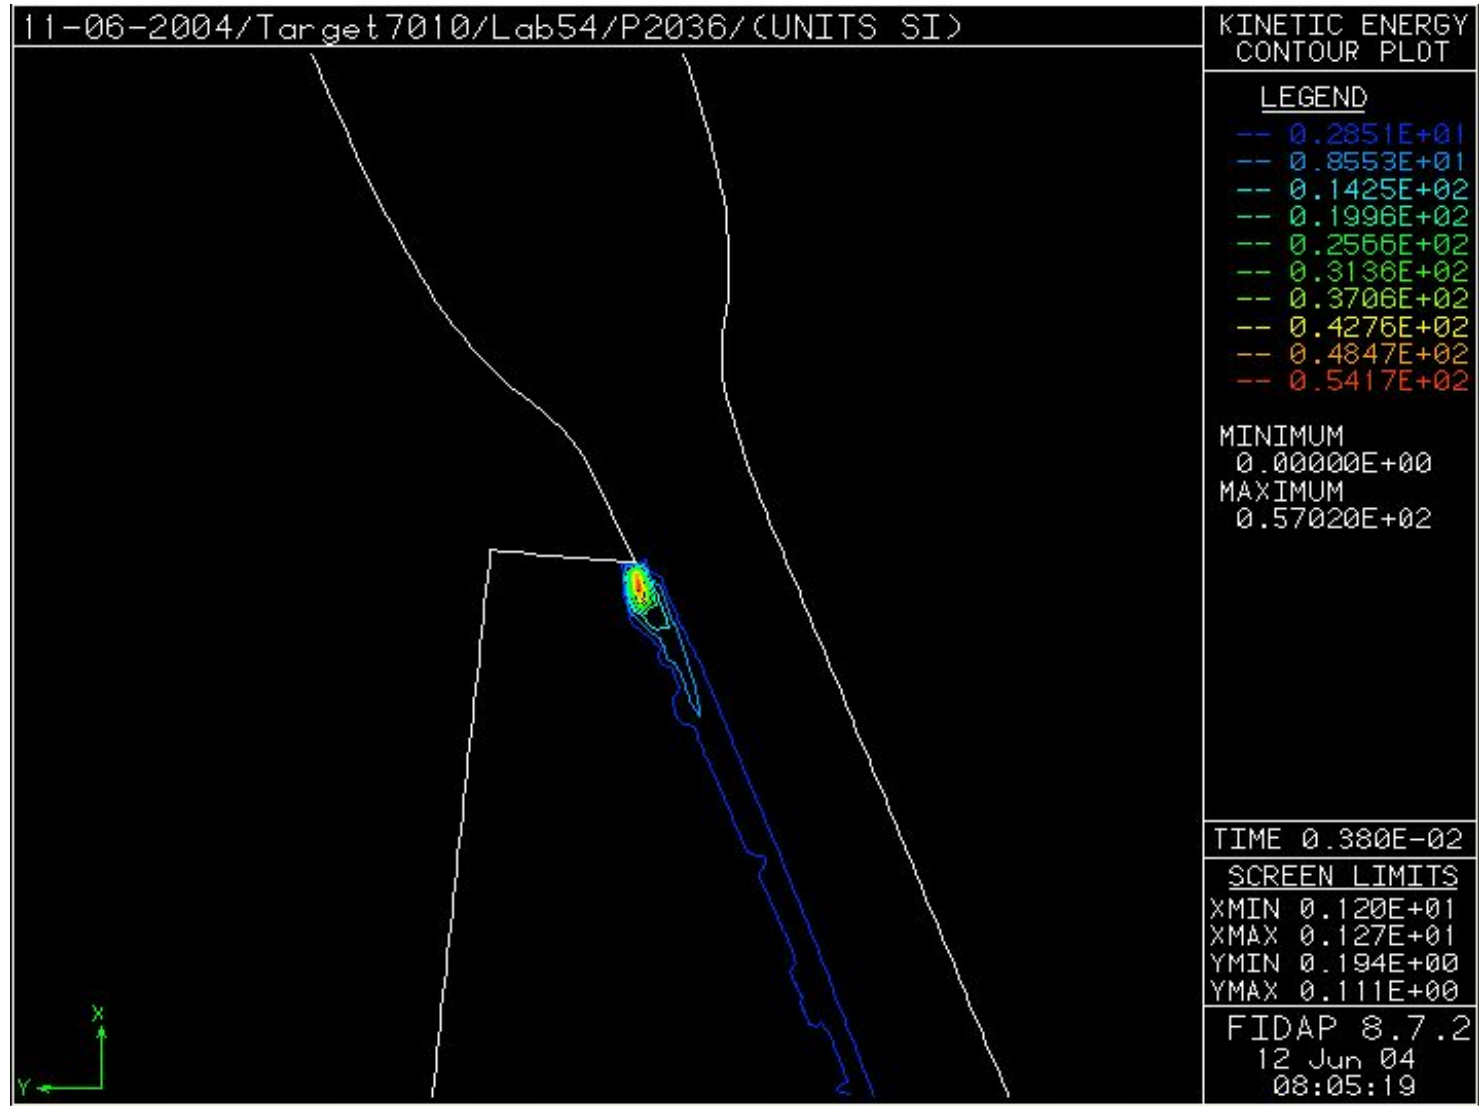 11-06-2004/Target7010/Lab54/P2036/(UNITS SI)
KINETIC ENERGY
CONTOUR PLOT
LEGEND
-- 0.2851E+01
-- 0.8553E+01
-- 0.1425E+02
-- 0.1996E+02
-- 0.2566E+02
-- 0.3136E+02
-- 0.3706E+02
-- 0.4276E+02
-- 0.4847E+02
-- 0.5417E+02
MINIMUM
0.00000E+00
MAXIMUM
0.57020E+02
TIME 0.380E-02
SCREEN LIMITS
XMIN 0.120E+01
XMAX 0.127E+01
YMIN 0.194E+00
YMAX 0.111E+00
FIDAP 8.7.2
12 Jun 04
08:05:19
X
Y